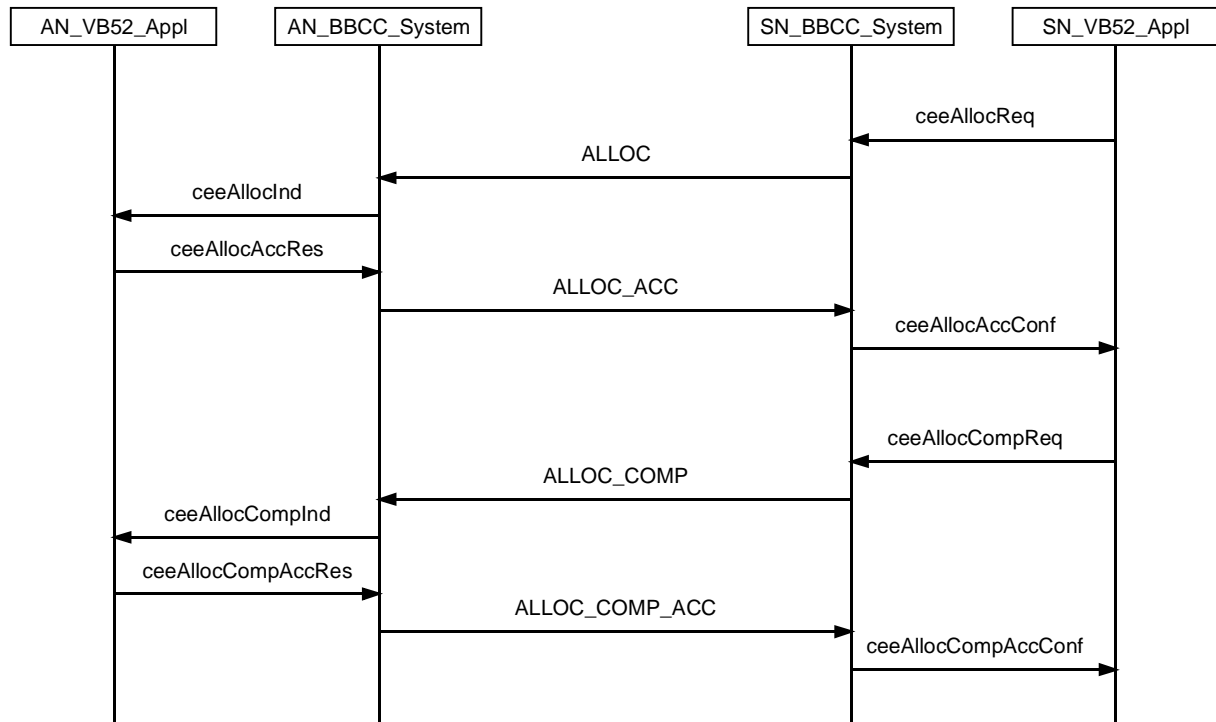 AN_VB52_Appl
AN_BBCC_System
SN_BBCC_System
SN_VB52_Appl
ceeAllocReq
ALLOC
ceeAllocInd
ceeAllocAccRes
ALLOC_ACC
ceeAllocAccConf
ceeAllocCompReq
ALLOC_COMP
ceeAllocCompInd
ceeAllocCompAccRes
ALLOC_COMP_ACC
ceeAllocCompAccConf